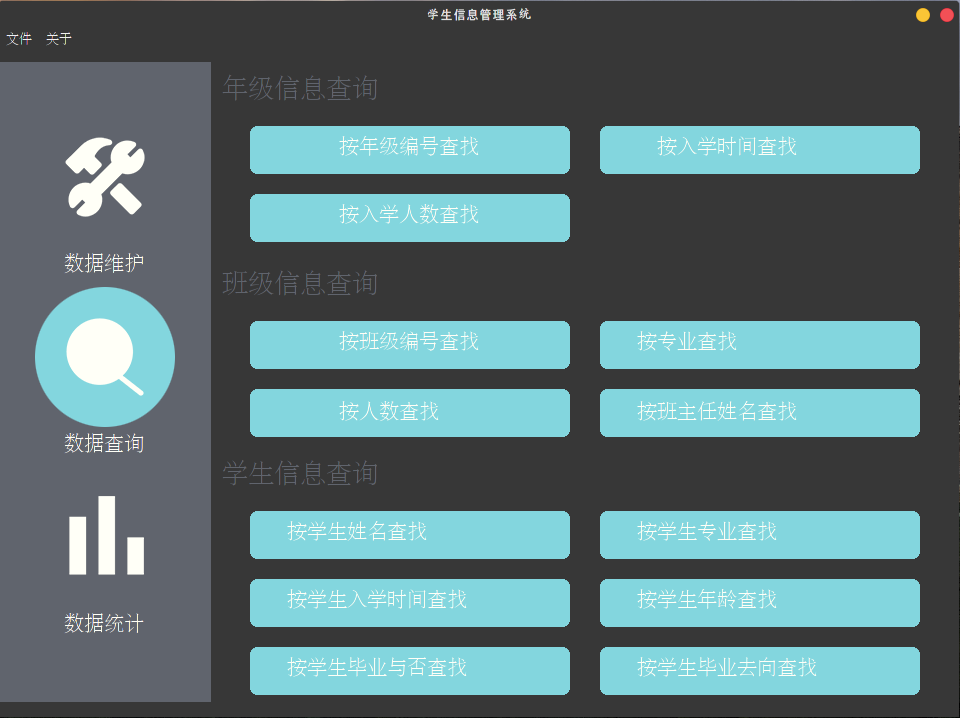 学生信息管理系统
文件 关于
数据维护
数据查询
数据统计
年级信息查询
按年级编号查找 按入学时间查找
按入学人数查找
班级信息查询
按班级编号查找 按专业查找
按人数查找 按班主任姓名查找
学生信息查询
按学生姓名查找 按学生专业查找
按学生入学时间查找 按学生年龄查找
按学生毕业与否查找 按学生毕业去向查找